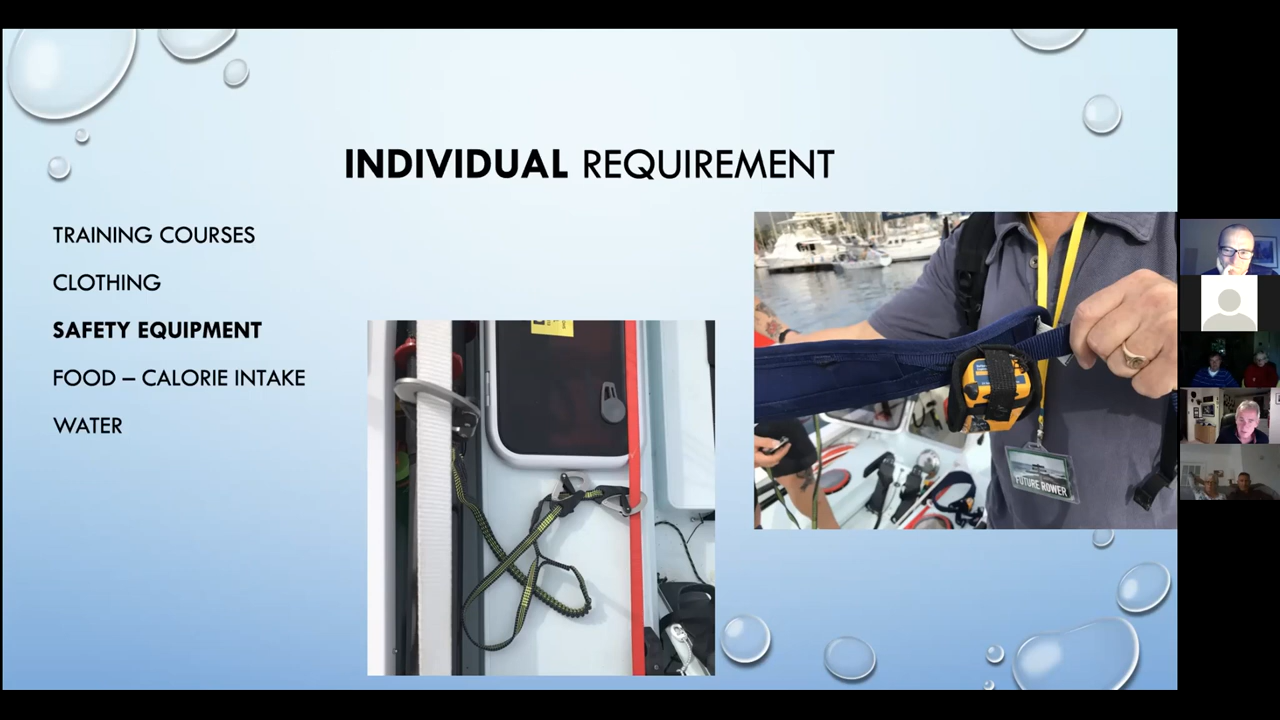 INDIVIDUAL REQUIREMENT
TRAINING COURSES
CLOTHING
SAFETY EQUIPMENT
FOOD – CALORIE INTAKE
WATER
FUTURE ROWER